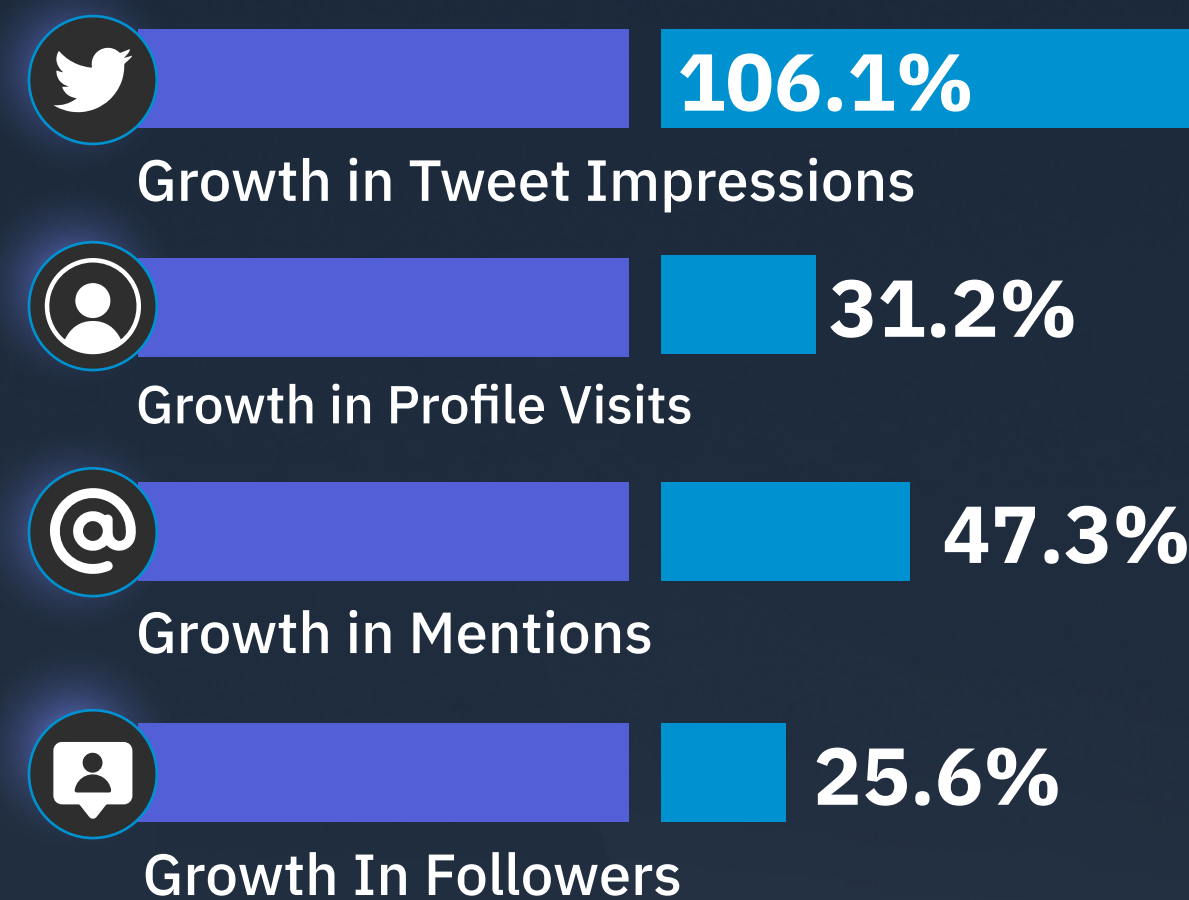 106.1%
Growth in Tweet Impressions
31.2%
Growth in Profile Visits
47.3%
Growth in Mentions
25.6%
Growth In Followers